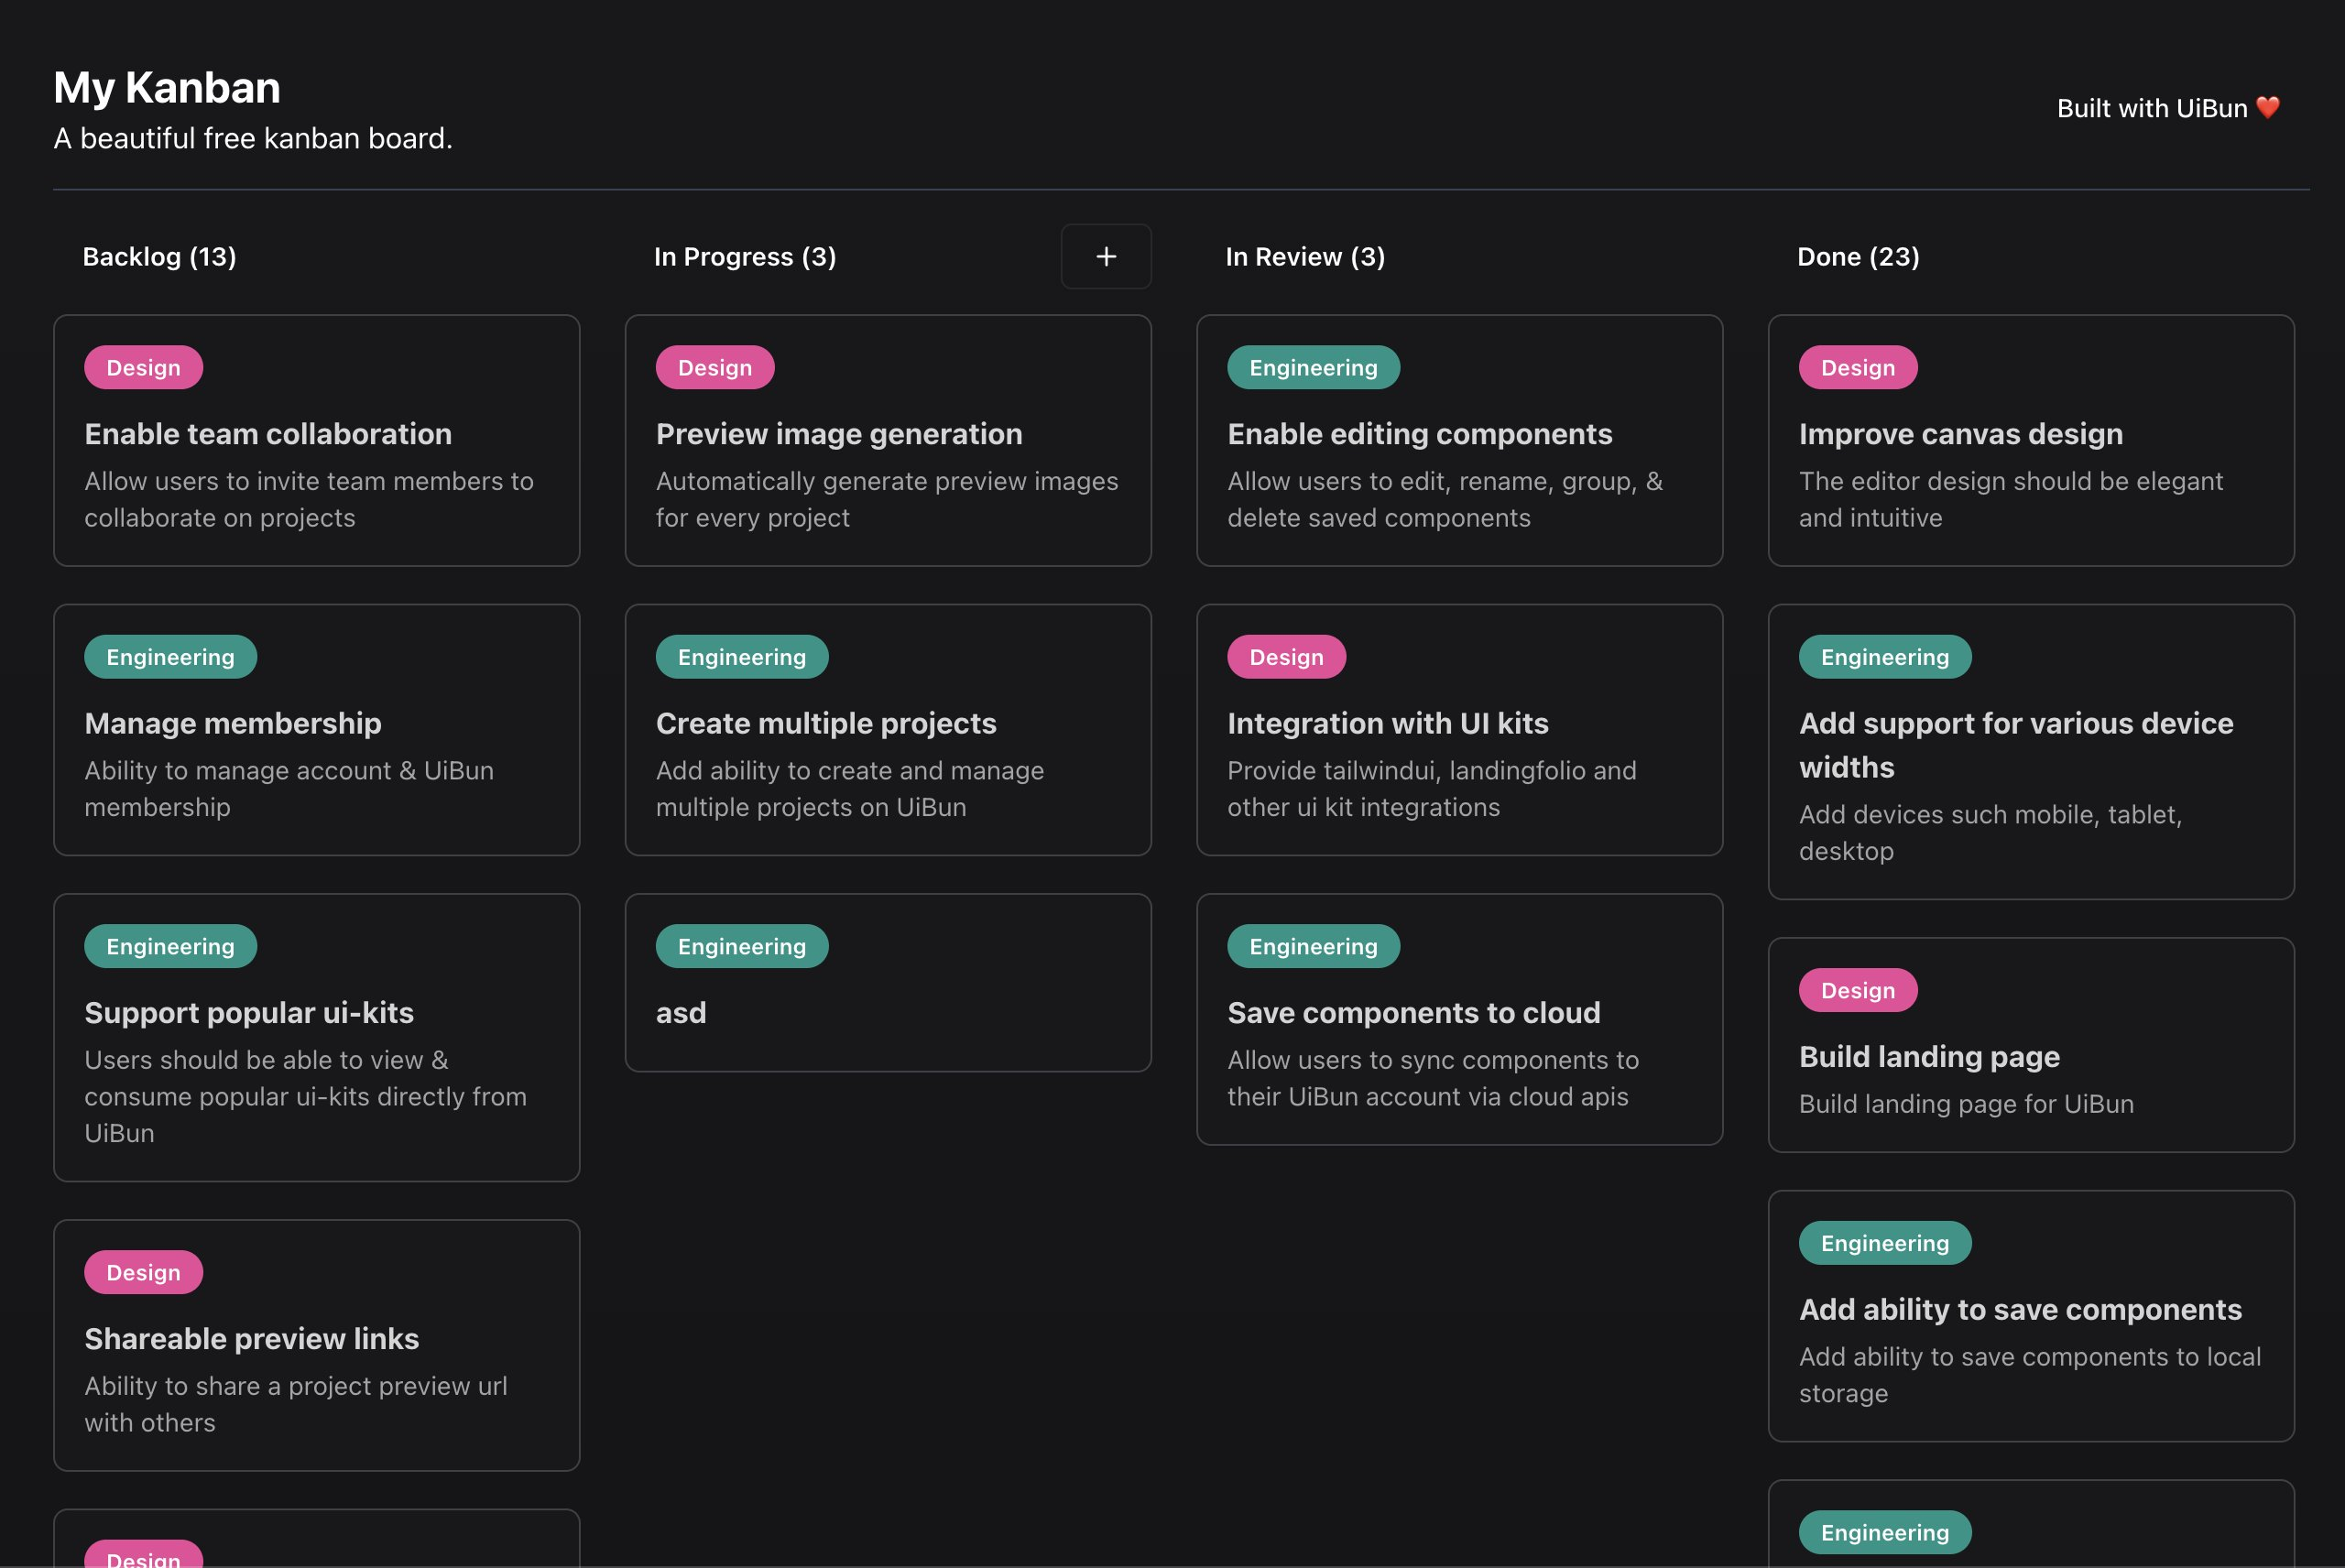 My Kanban
A beautiful free kanban board.
Built with UiBun ❤️
Backlog (13)
Design
Enable team collaboration
Allow users to invite team members to
collaborate on projects
Engineering
Manage membership
Ability to manage account & UiBun
membership
Engineering
Support popular ui-kits
Users should be able to view &
consume popular ui-kits directly from
UiBun
Design
Shareable preview links
Ability to share a project preview url
with others
Design
In Progress (3)
+
Design
Preview image generation
Automatically generate preview images
for every project
Engineering
Create multiple projects
Add ability to create and manage
multiple projects on UiBun
Engineering
asd
In Review (3)
Engineering
Enable editing components
Allow users to edit, rename, group, &
delete saved components
Design
Integration with UI kits
Provide tailwindui, landingfolio and
other ui kit integrations
Engineering
Save components to cloud
Allow users to sync components to
their UiBun account via cloud apis
Done (23)
Design
Improve canvas design
The editor design should be elegant
and intuitive
Engineering
Add support for various device
widths
Add devices such mobile, tablet,
desktop
Design
Build landing page
Build landing page for UiBun
Engineering
Add ability to save components
Add ability to save components to local
storage
Engineering